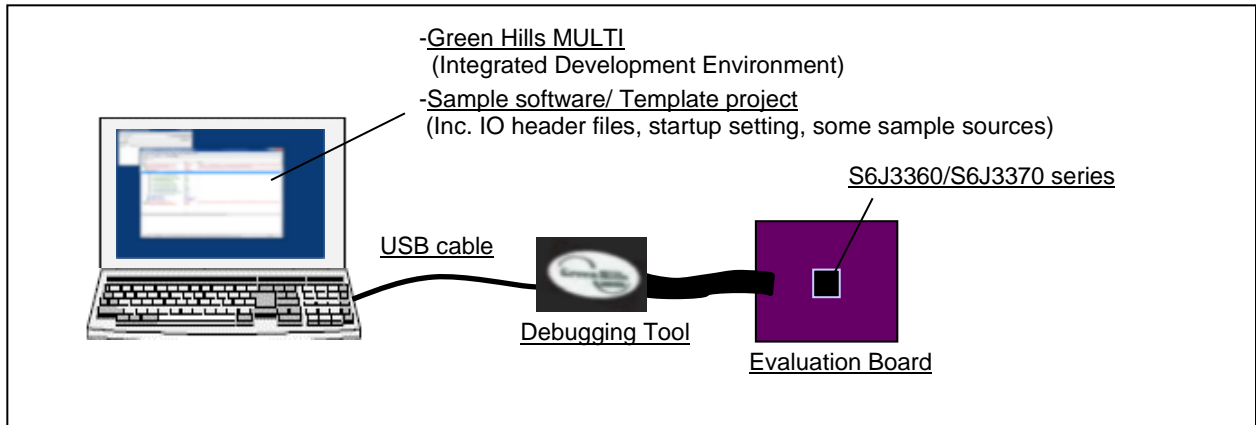 -Green Hills MULTI
(Integrated Development Environment)
-Sample software/ Template project
(Inc. IO header files, startup setting, some sample sources)
S6J3360/S6J3370 series
USB cable
Debugging Tool
Evaluation Board